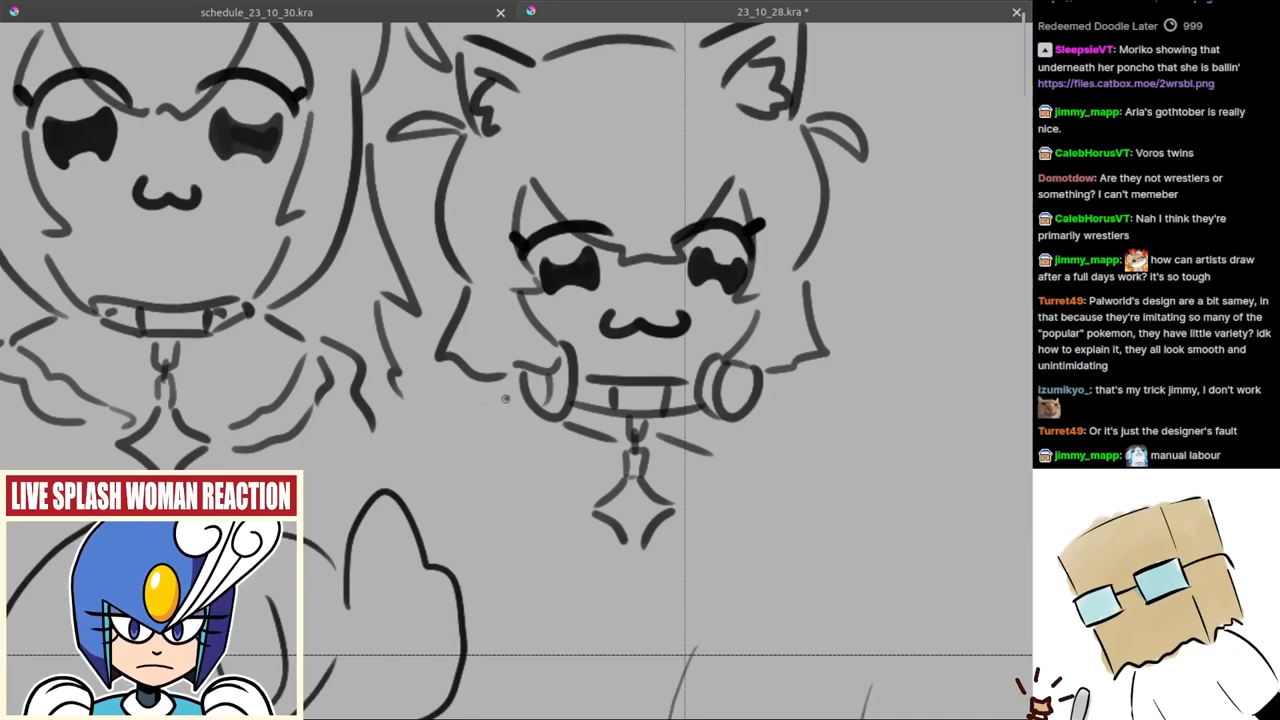 schedule_23_10_30.kra
23_10_28.kra *
Redeemed Doodle Later 999
SleepsieVT: Moriko showing that
underneath her poncho that she is ballin'
https://files.catbox.moe/2wrsbl.png
jimmy_mapp: Aria's gothtober is really
nice.
CalebHorusVT: Voros twins
Domotdow: Are they not wrestlers or
something? I can't memeber
CalebHorusVT: Nah I think they're
primarily wrestlers
jimmy_mapp: how can artists draw
after a full days work? it's so tough
Turret49: Palworld's design are a bit samey, in
that because they're imitating so many of the
"popular" pokemon, they have little variety? idk
how to explain it, they all look smooth and
unintimidating
izumikyo_: that's my trick jimmy, I don't work
Turret49: Or it's just the designer's fault
jimmy_mapp: manual labour
LIVE SPLASH WOMAN REACTION